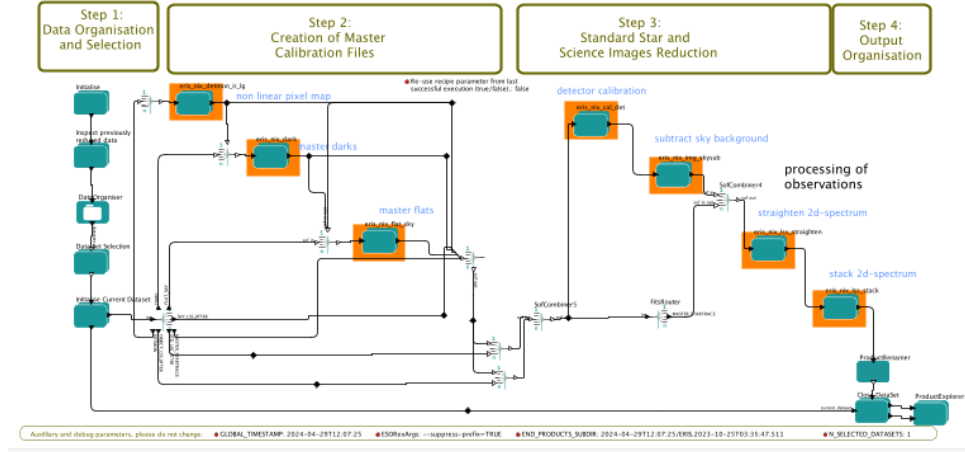 Step 1:
Data Organisation
and Selection
Step 2:
Creation of Master
Calibration Files
Step 3:
Standard Star and
Science Images Reduction
Step 4:
Output
Organisation
Initialise
Inspect previously
reduced data
DataOrganiser
Dataset Selection
Initialise Current Dataset
eris_nix_detmon_ir_lg
non linear pixel map
Re-use recipe parameter from last
successful execution (true/false).: false
eris_nix_dark
master darks
master flats
eris_nix_flat_sky
detector calibration
eris_nix_cal_det
subtract sky background
eris_nix_img_skysub
SofCombiner4
processing of
observations
straighten 2d-spectrum
eris_nix_lss_straighten
stack 2d-spectrum
eris_nix_lss_stack
SofCombiner5
FitsRouter
ProductRenamer
Close DataSet
ProductExplorer
Auxiliary and debug parameters, please do not change:
GLOBAL_TIMESTAMP: 2024-04-29T12:07:25
ESORexArgs: --suppress-prefix=TRUE
END_PRODUCTS_SUBDIR: 2024-04-29T12:07:25/ERIS.2023-10-25T03:35:47.511
N_SELECTED_DATASETS: 1